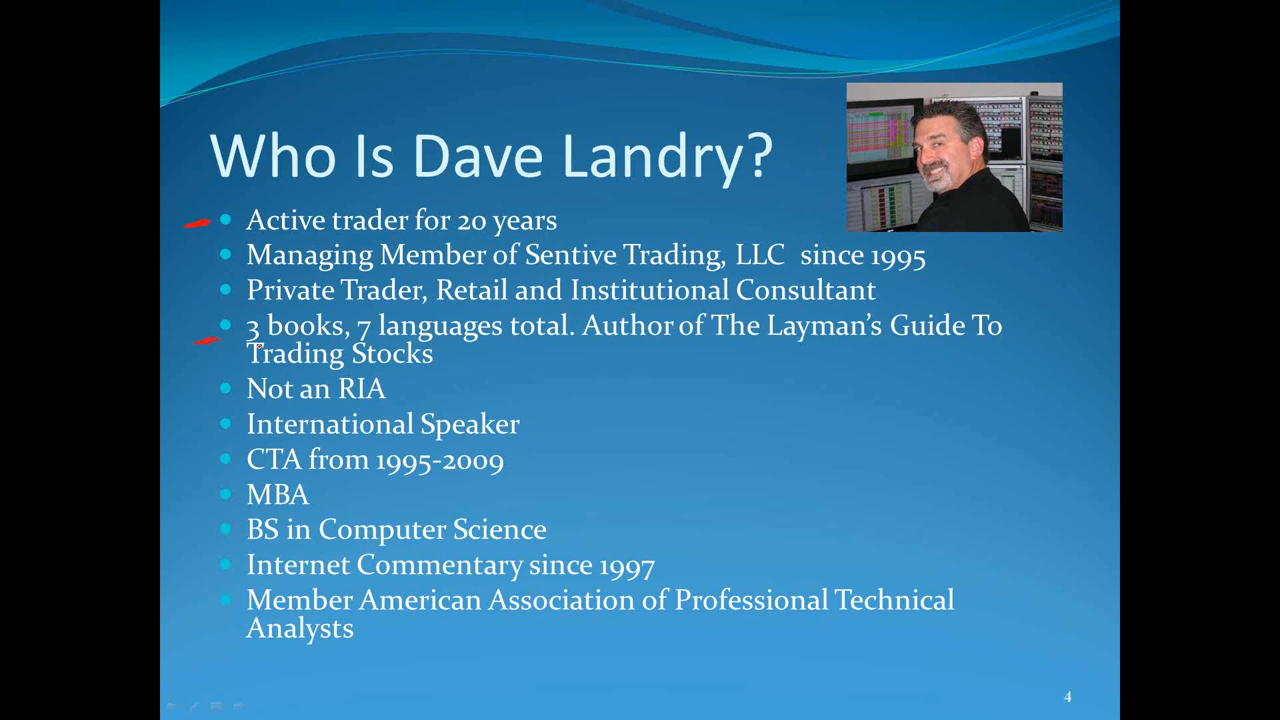 Who Is Dave Landry?
Active trader for 20 years
Managing Member of Sentive Trading, LLC since 1995
Private Trader, Retail and Institutional Consultant
3 books, 7 languages total. Author of The Layman's Guide To
Trading Stocks
Not an RIA
International Speaker
CTA from 1995-2009
MBA
BS in Computer Science
Internet Commentary since 1997
Member American Association of Professional Technical
Analysts
4